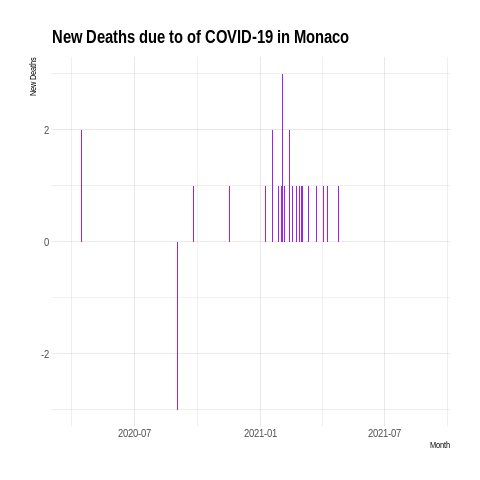 New Deaths due to of COVID-19 in Monaco
New Deaths
2
0
-2
2020-07 2021-01 2021-07
Month